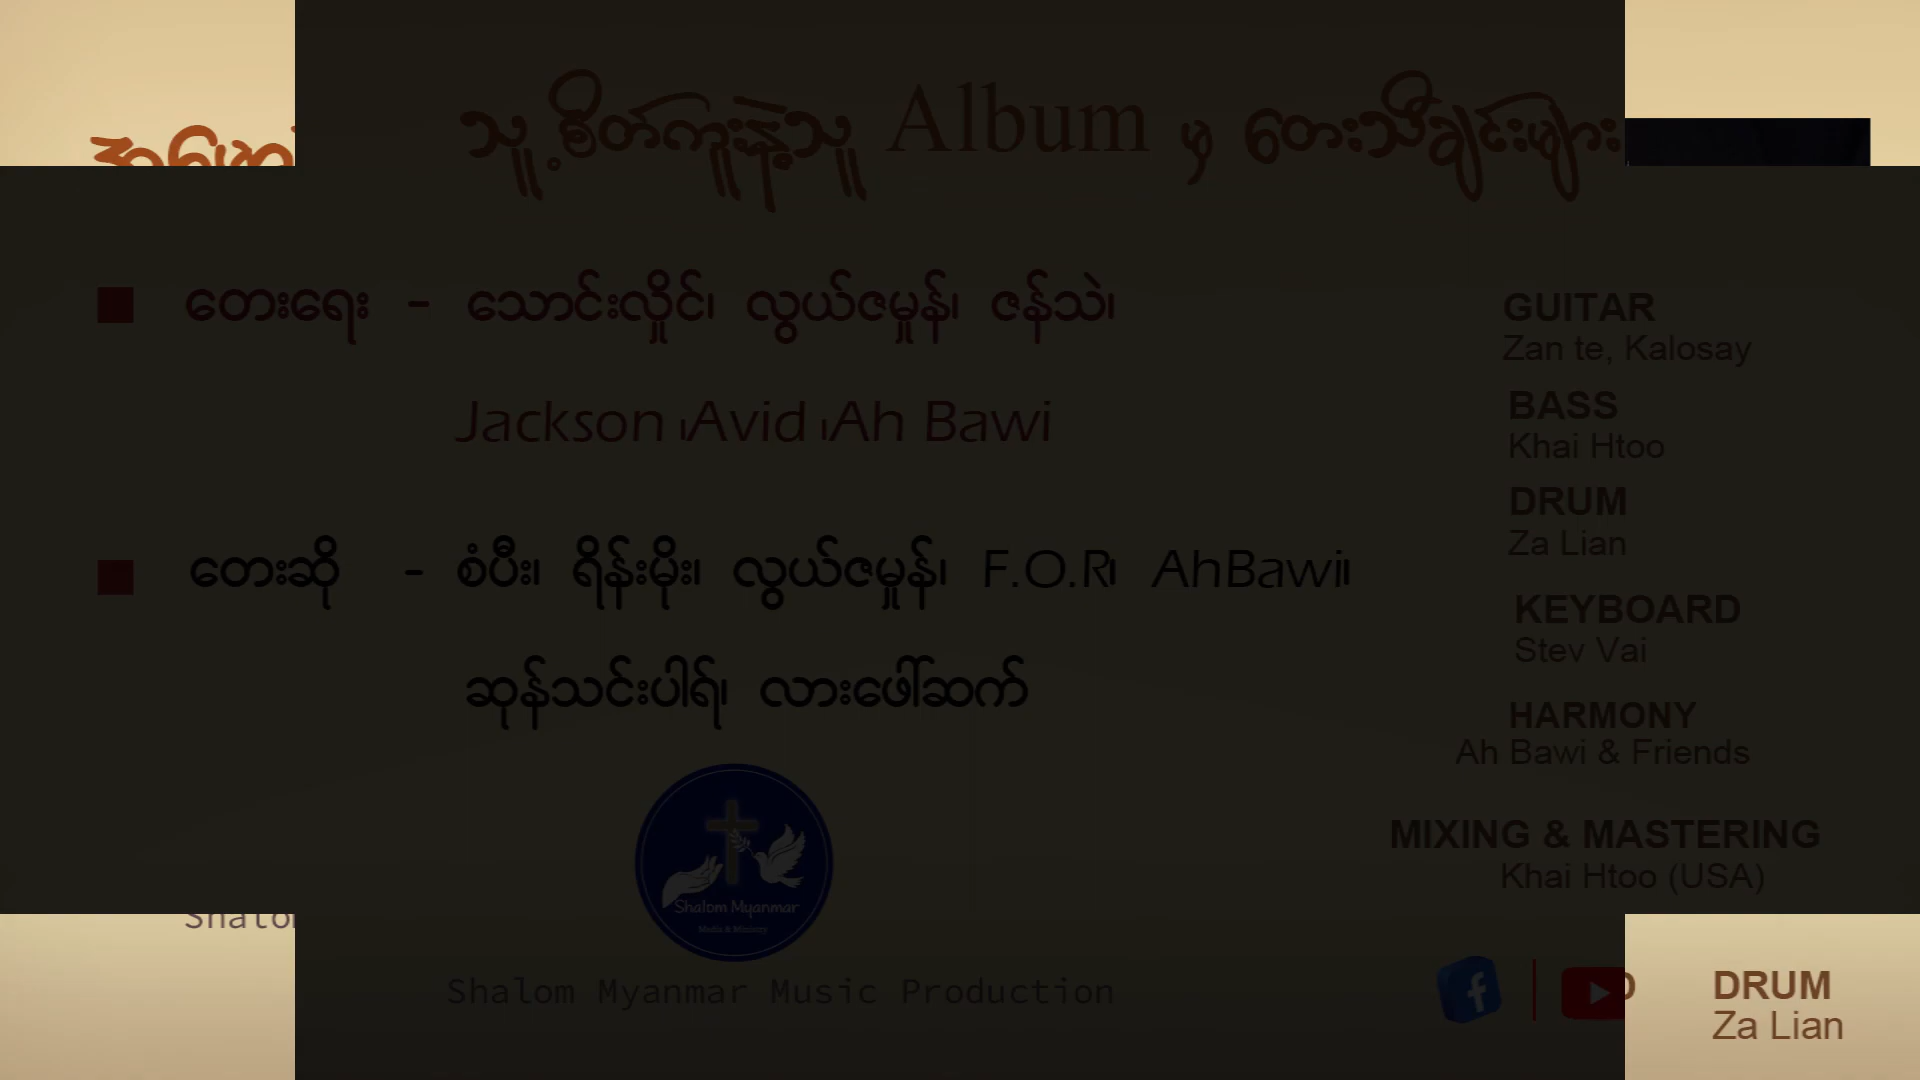 သူ့စိတ်ကူးနဲ့သူ Album မှ တေးသီချင်းများ
တေးရေး - သောင်းလှိုင်၊ လွယ်ဇမှုန်၊ ဇန်သဲ၊
Jackson ၊Avid ၊Ah Bawi
တေးဆို - စံပီး၊ ရိန်းမိုး၊ လွယ်ဇမှုန်၊ F.O.R၊ AhBawi။
ဆုန်သင်းပါရ်၊ လားဖေါ်ဆက်
GUITAR
Zan te, Kalosay
BASS
Khai Htoo
DRUM
Za Lian
KEYBOARD
Stev Vai
HARMONY
Ah Bawi & Friends
MIXING & MASTERING
Khai Htoo (USA)
Shalom Myanmar
Media & Ministry
Shalom Myanmar Music Production
DRUM
Za Lian